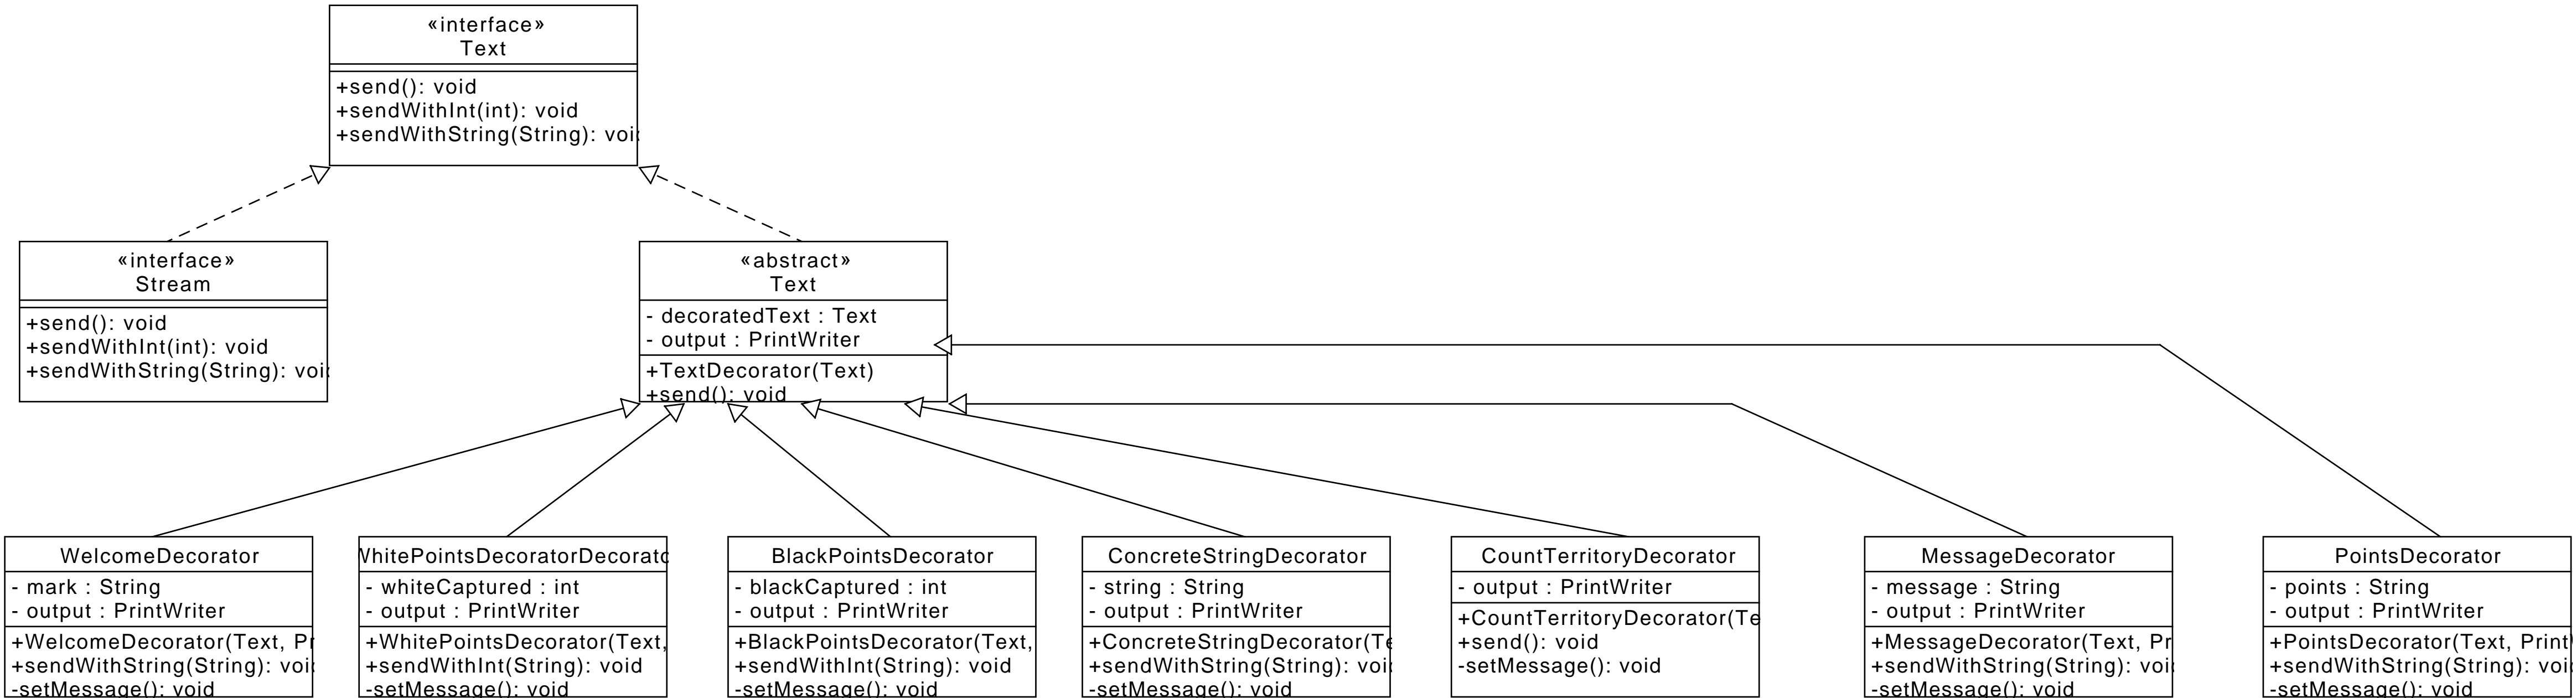 «interface»
Text
+send(): void
+sendWithInt(int): void
+sendWithString(String): voi
«interface»
Stream
+send(): void
+sendWithInt(int): void
+sendWithString(String): voi
«abstract»
Text
- decoratedText : Text
- output : PrintWriter
+TextDecorator(Text)
+send(): void
WelcomeDecorator
- mark : String
- output : PrintWriter
+WelcomeDecorator(Text, Pr
+sendWithString(String): voi
-setMessage(): void
WhitePointsDecoratorDecorato
- whiteCaptured : int
- output : PrintWriter
+WhitePointsDecorator(Text,
+sendWithInt(String): void
-setMessage(): void
BlackPointsDecorator
- blackCaptured : int
- output : PrintWriter
+BlackPointsDecorator(Text,
+sendWithInt(String): void
-setMessage(): void
ConcreteStringDecorator
- string : String
- output : PrintWriter
+ConcreteStringDecorator(Te
+sendWithString(String): voi
-setMessage(): void
CountTerritoryDecorator
- output : PrintWriter
+CountTerritoryDecorator(Te
+send(): void
-setMessage(): void
MessageDecorator
- message : String
- output : PrintWriter
+MessageDecorator(Text, Pr
+sendWithString(String): voi
-setMessage(): void
PointsDecorator
- points : String
- output : PrintWriter
+PointsDecorator(Text, Print
+sendWithString(String): voi
-setMessage(): void